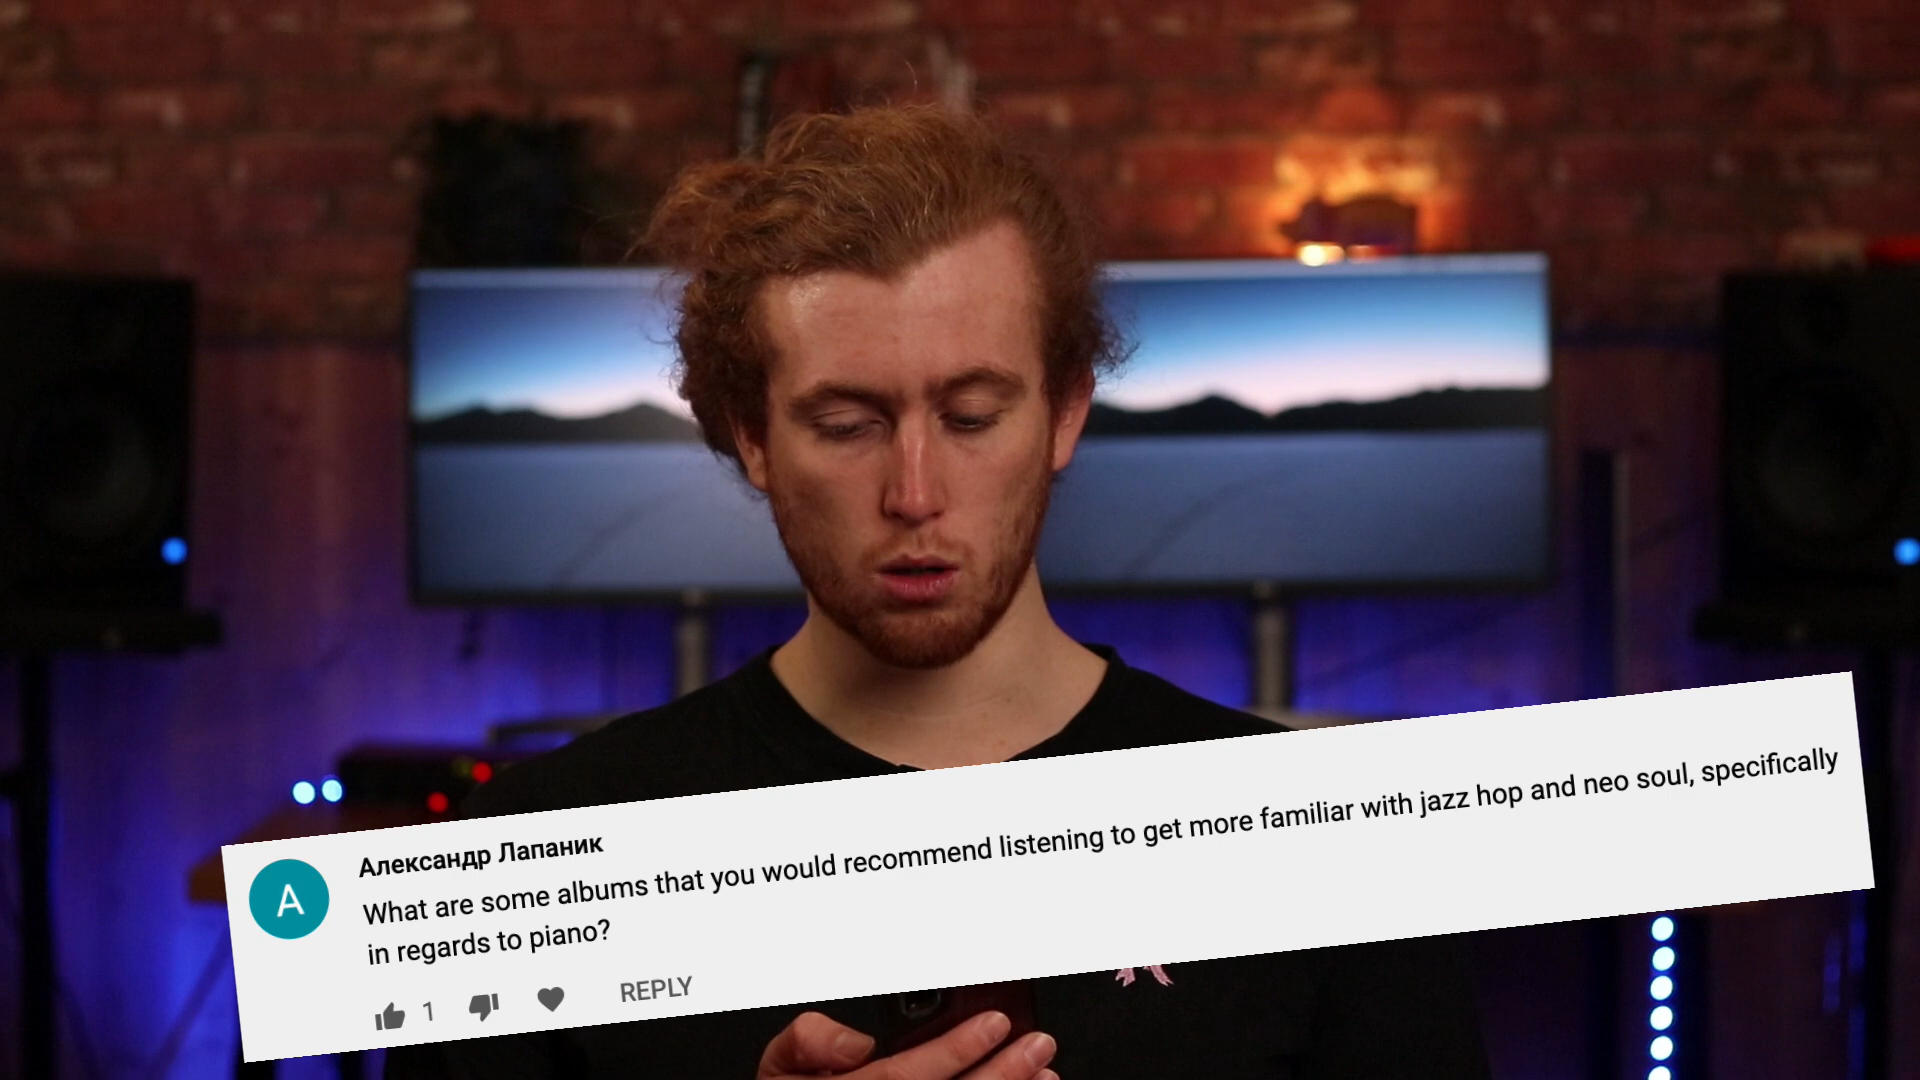 Александр Лапаник
What are some albums that you would recommend listening to get more familiar with jazz hop and neo soul, specifically
in regards to piano?
1 REPLY
A